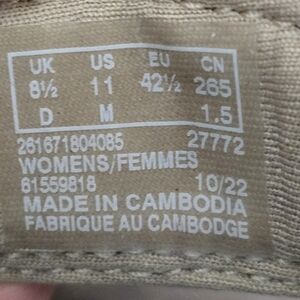 UK US EU CN
8½ 11 42½ 265
D M 1.5
261671804085 27772
WOMENS/FEMMES
61559818 10/22
MADE IN CAMBODIA
FABRIQUE AU CAMBODGE